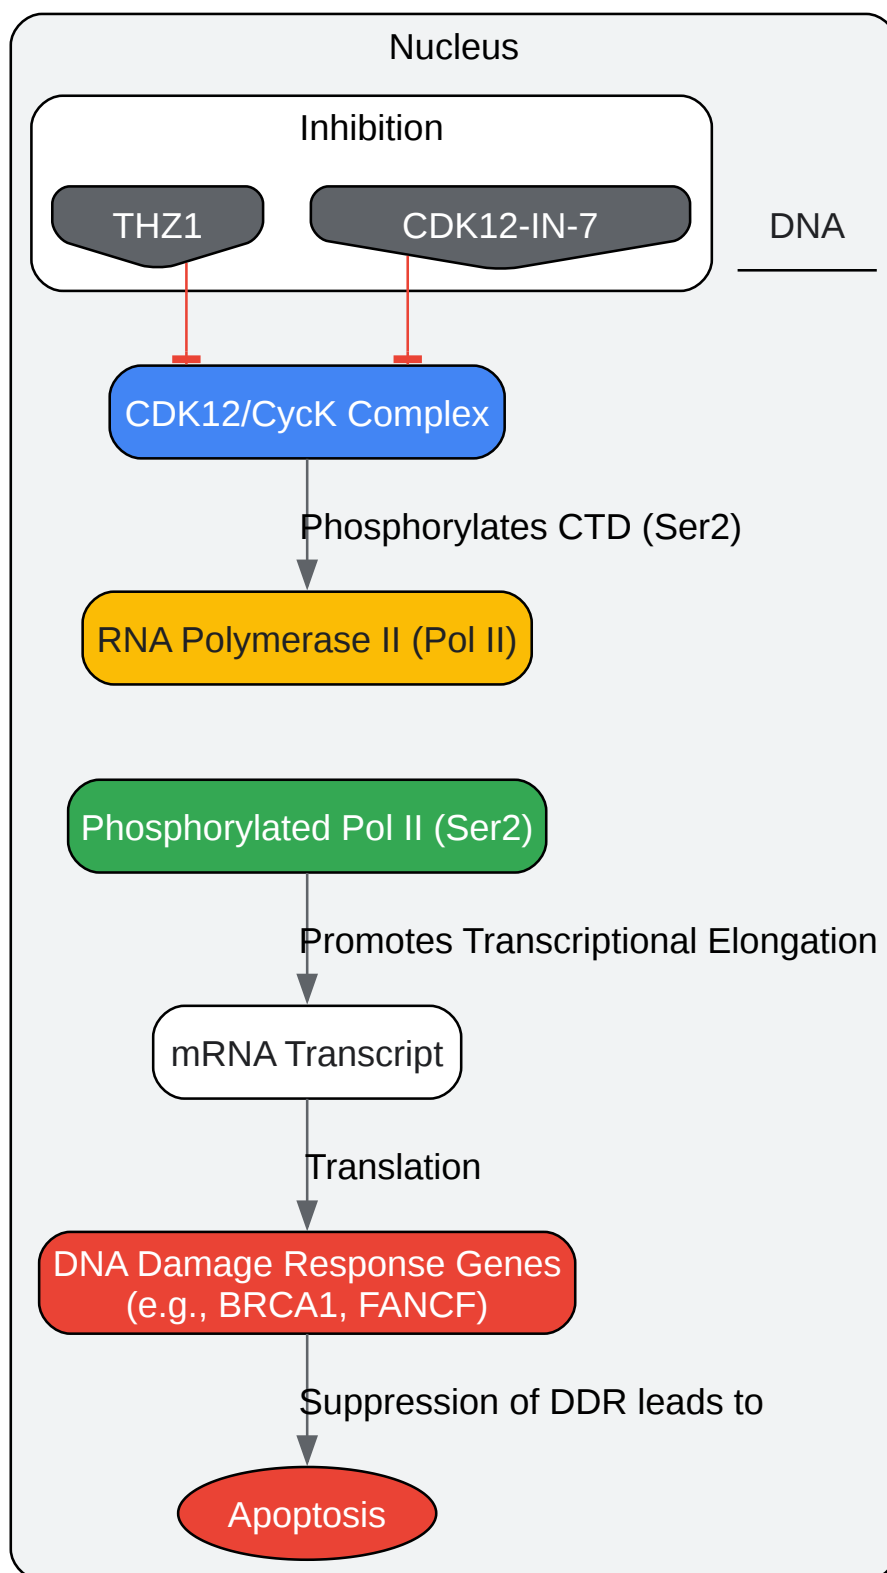 Nucleus
Inhibition
THZ1
CDK12-IN-7
DNA
CDK12/CycK Complex
Phosphorylates CTD (Ser2)
RNA Polymerase II (Pol II)
Phosphorylated Pol II (Ser2)
Promotes Transcriptional Elongation
mRNA Transcript
Translation
DNA Damage Response Genes
(e.g., BRCA1, FANCF)
Suppression of DDR leads to
Apoptosis